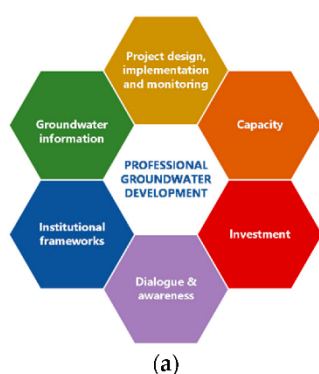 Project design,
implementation
and monitoring
Groundwater
information
Capacity
PROFESSIONAL
GROUNDWATER
DEVELOPMENT
Institutional
frameworks
Investment
Dialogue &
awareness
(a)